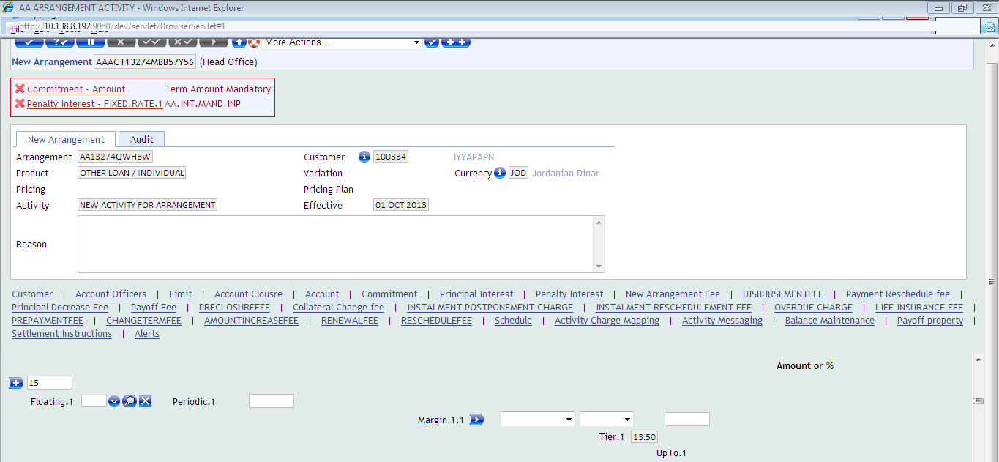 AA ARRANGEMENT ACTIVITY - Windows Internet Explorer
http://10.138.8.192:9080/dev/servlet/BrowserServlet#1
More Actions ...
New Arrangement AAACT13274MBB57Y56 (Head Office)
Commitment - Amount Term Amount Mandatory
Penalty Interest - FIXED.RATE.1 AA.INT.MAND.INP
New Arrangement Audit
Arrangement AA13274QWHBW Customer 100334 IYYAPAPN
Product OTHER LOAN / INDIVIDUAL Variation Currency JOD Jordanian Dinar
Pricing Pricing Plan
Activity NEW ACTIVITY FOR ARRANGEMENT Effective 01 OCT 2013
Reason
Customer | Account Officers | Limit | Account Clousre | Account | Commitment | Principal Interest | Penalty Interest | New Arrangement Fee | DISBURSEMENTFEE | Payment Reschedule fee |
Principal Decrease Fee | Payoff Fee | PRECLOSUREFEE | Collateral Change fee | INSTALMENT POSTPONEMENT CHARGE | INSTALMENT RESCHEDULEMENT FEE | OVERDUE CHARGE | LIFE INSURANCE FEE |
PREPAYMENTFEE | CHANGETERMFEE | AMOUNTINCREASEFEE | RENEWALFEE | RESCHEDULEFEE | Schedule | Activity Charge Mapping | Activity Messaging | Balance Maintenance | Payoff property |
Settlement Instructions | Alerts
Amount or %
15
Floating.1 Periodic.1
Margin.1.1
Tier.1 13.50
UpTo.1